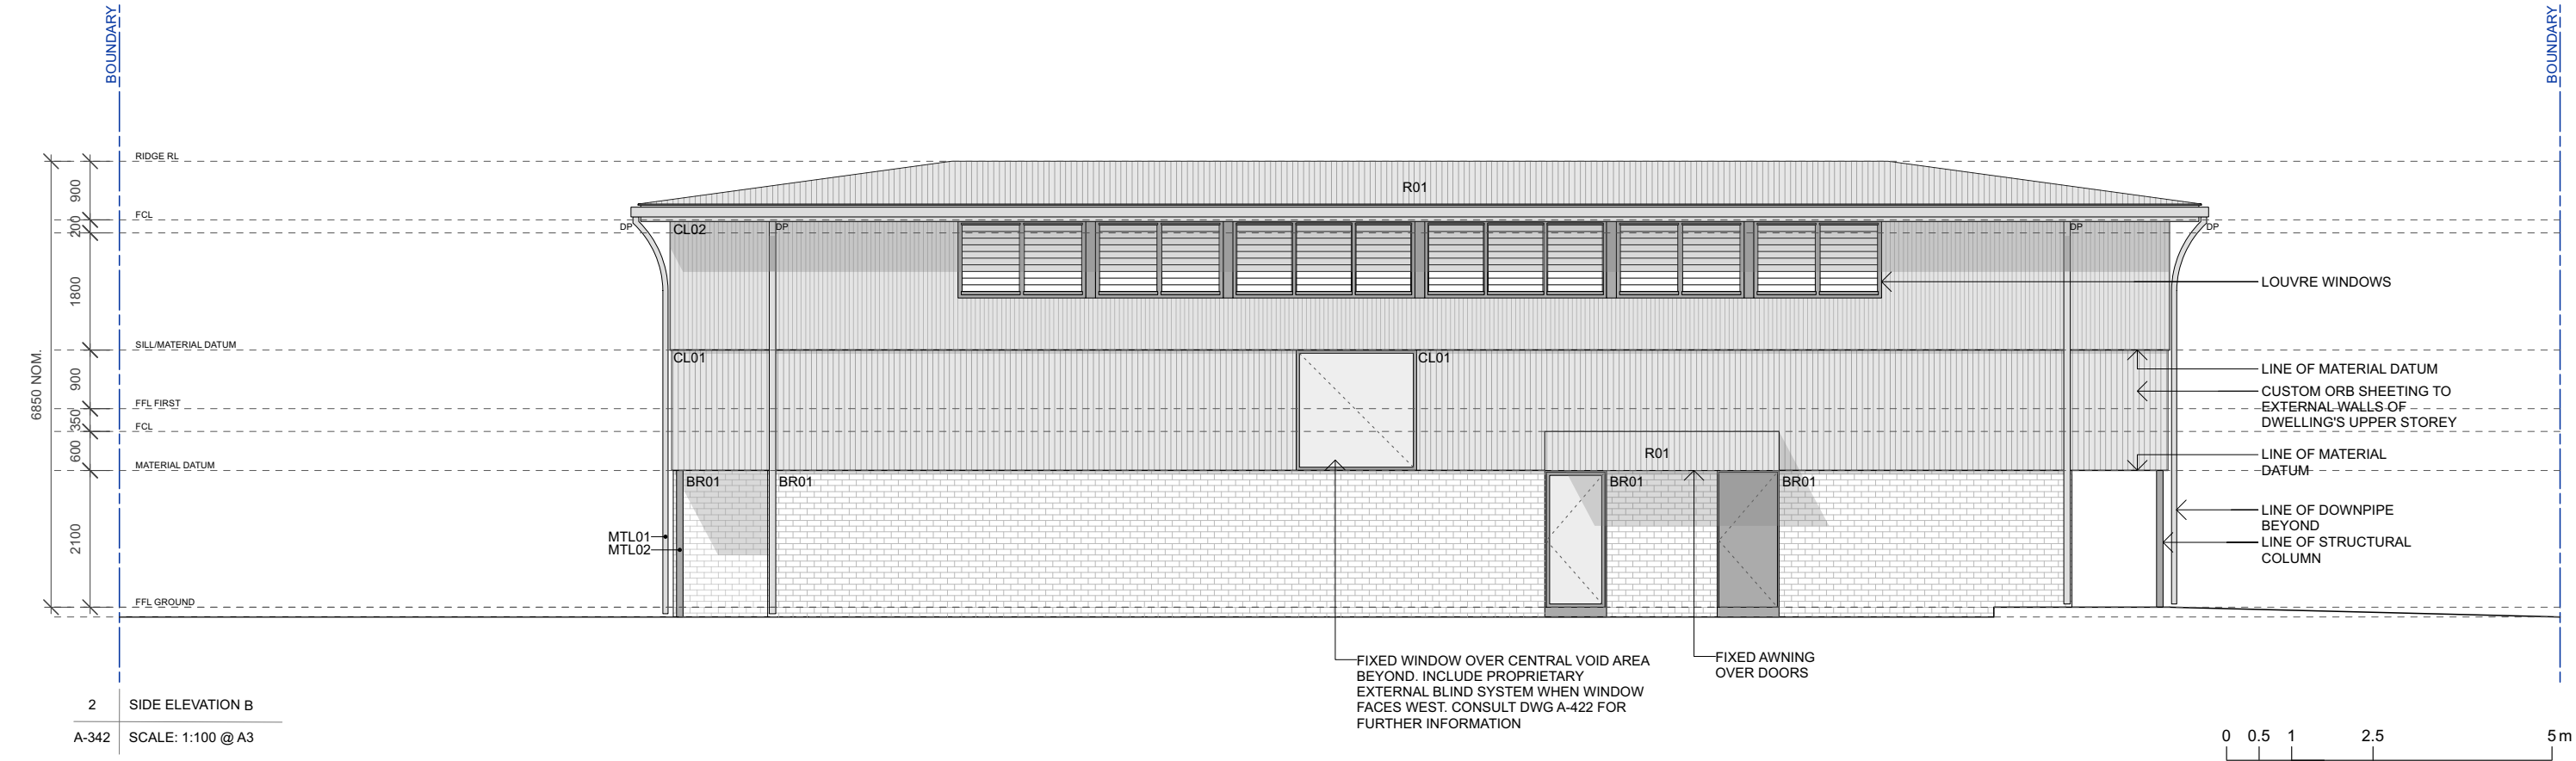 BOUNDARY
BOUNDARY
RIDGE RL
900
R01
FCL
200
DP
CL02
DP
DP
DP
1800
LOUVRE WINDOWS
SILL/MATERIAL DATUM
CL01
CL01
LINE OF MATERIAL DATUM
6850 NOM.
900
CUSTOM ORB SHEETING TO
EXTERNAL WALLS OF
DWELLING'S UPPER STOREY
FFL FIRST
350
FCL
600
R01
LINE OF MATERIAL
DATUM
MATERIAL DATUM
BR01
BR01
BR01
BR01
2100
MTL01
MTL02
LINE OF DOWNPIPE
BEYOND
LINE OF STRUCTURAL
COLUMN
FFL GROUND
FIXED WINDOW OVER CENTRAL VOID AREA
BEYOND. INCLUDE PROPRIETARY
EXTERNAL BLIND SYSTEM WHEN WINDOW
FACES WEST. CONSULT DWG A-422 FOR
FURTHER INFORMATION
FIXED AWNING
OVER DOORS
2 SIDE ELEVATION B
A-342 SCALE: 1:100 @ A3
0 0.5 1 2.5 5 m